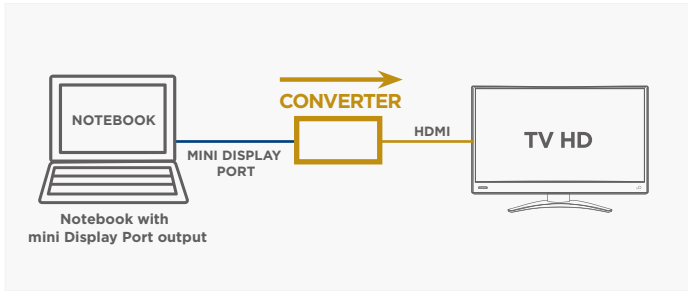 CONVERTER
NOTEBOOK
MINI DISPLAY
PORT
HDMI
TV HD
Notebook with
mini Display Port output